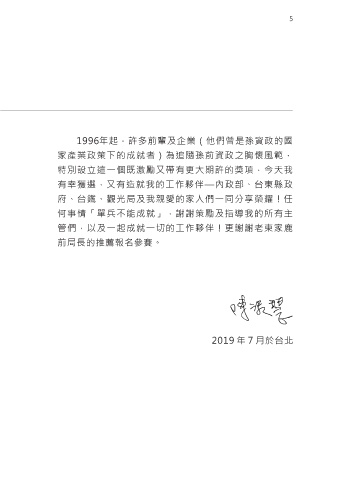 5
1996年起，許多前輩及企業（他們曾是孫資政的國
家產業政策下的成就者）為追隨孫前資政之胸懷風範，
特別設立這一個既激勵又帶有更大期許的獎項，今天我
有幸獲選，又有造就我的工作夥伴—內政部、台東縣政
府、台鐵、觀光局及我親愛的家人們一同分享榮耀！任
何事情「單兵不能成就」，謝謝策勵及指導我的所有主
管們，以及一起成就一切的工作夥伴！更謝謝老東家鹿
前局長的推薦報名參賽。
2019 年 7 月於台北